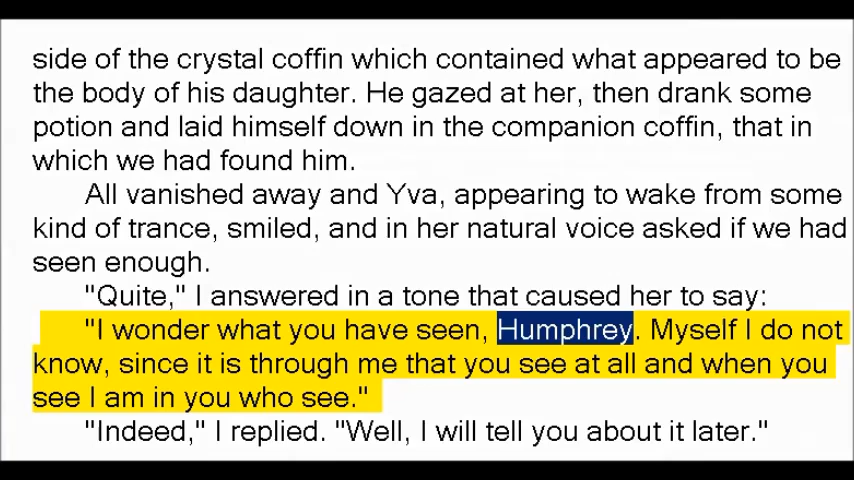 side of the crystal coffin which contained what appeared to be
the body of his daughter. He gazed at her, then drank some
potion and laid himself down in the companion coffin, that in
which we had found him.
All vanished away and Yva, appearing to wake from some
kind of trance, smiled, and in her natural voice asked if we had
seen enough.
"Quite," I answered in a tone that caused her to say:
"I wonder what you have seen, Humphrey. Myself I do not
know, since it is through me that you see at all and when you
see I am in you who see."
"Indeed," I replied. "Well, I will tell you about it later."